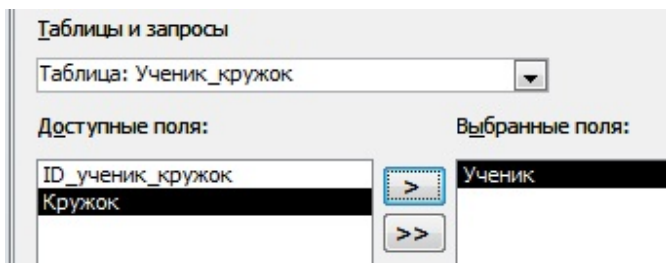 Таблицы и запросы
Таблица: Ученик_кружок
Доступные поля:
Выбранные поля:
ID_ученик_кружок
>
Ученик
Кружок
>>